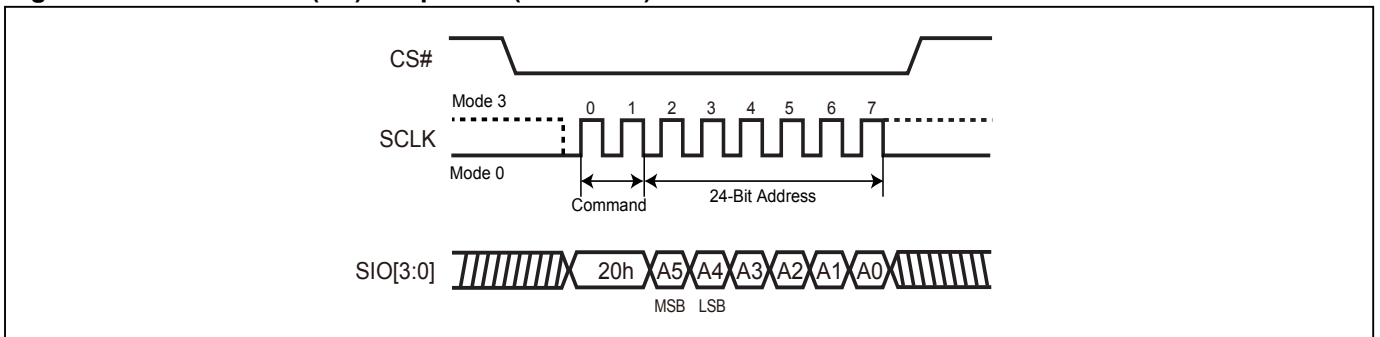 CS#
Mode 3
0 1 2 3 4 5 6 7
SCLK
Mode 0
Command
24-Bit Address
SIO[3:0]
20h A5 A4 A3 A2 A1 A0
MSB LSB